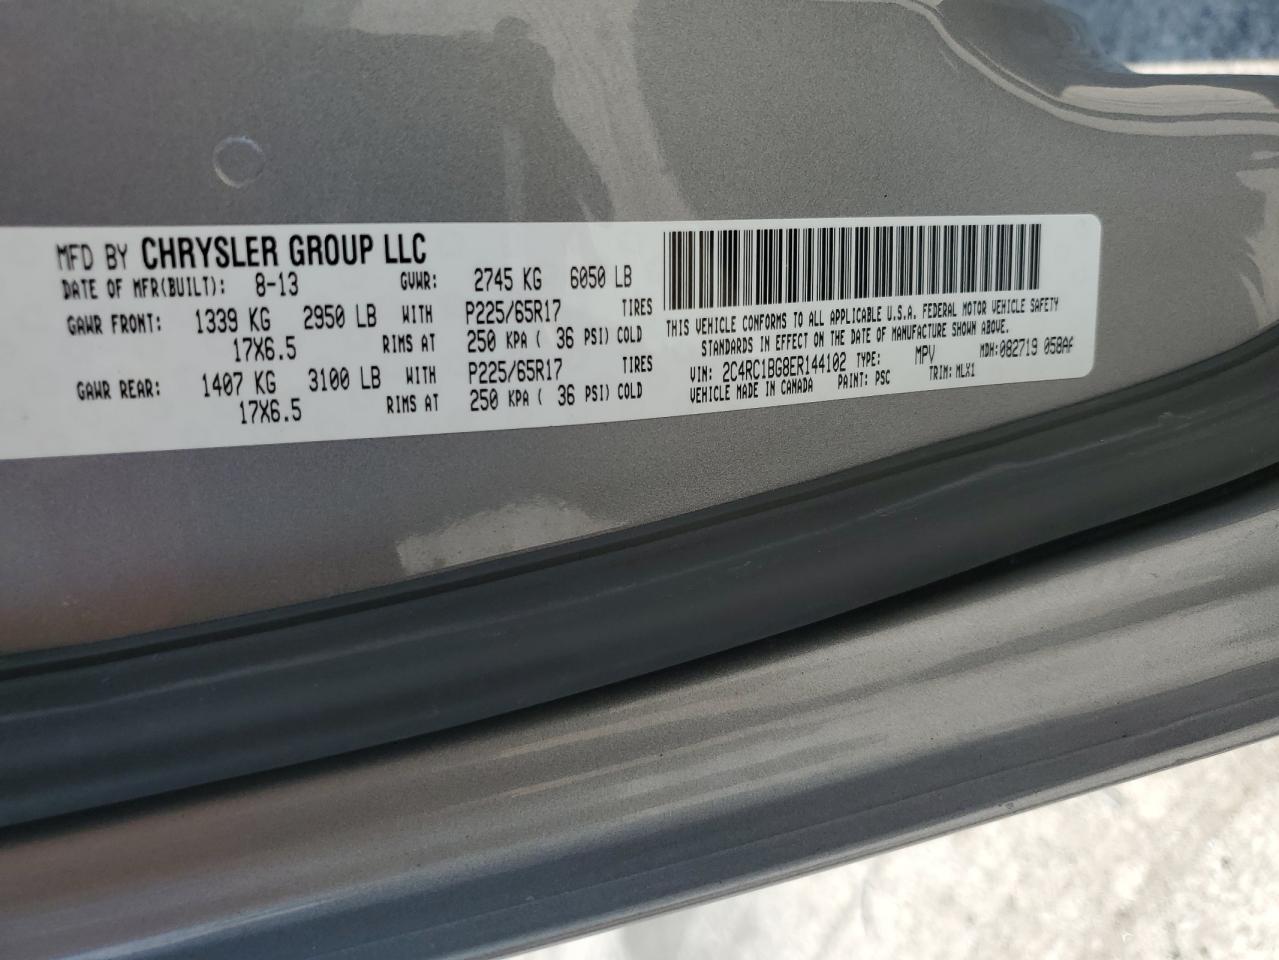 MFD BY CHRYSLER GROUP LLC
DATE OF MFR(BUILT): 8-13 GVWR: 2745 KG 6050 LB
GAWR FRONT: 1339 KG 2950 LB WITH P225/65R17 TIRES
17X6.5 RIMS AT 250 KPA ( 36 PSI) COLD
GAWR REAR: 1407 KG 3100 LB WITH P225/65R17 TIRES
17X6.5 RIMS AT 250 KPA ( 36 PSI) COLD
THIS VEHICLE CONFORMS TO ALL APPLICABLE U.S.A. FEDERAL MOTOR VEHICLE SAFETY
STANDARDS IN EFFECT ON THE DATE OF MANUFACTURE SHOWN ABOVE.
VIN: 2C4RC1BG8ER144102 TYPE: MPV MDH: 082719 058AF
VEHICLE MADE IN CANADA PAINT: PSC TRIM: MLX1